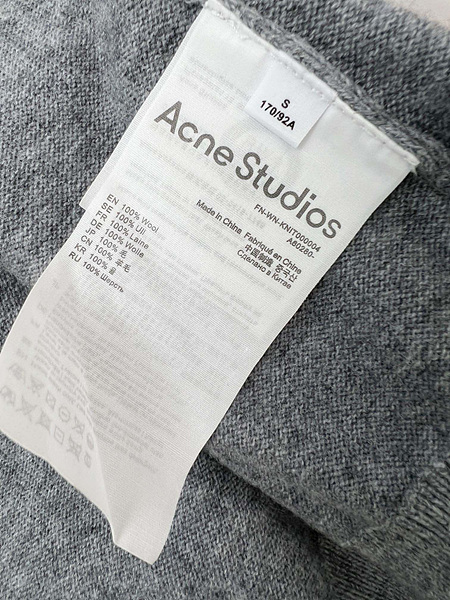 S
170/92A
Acne Studios
FN-WN-KNIT000004
A60280-
Made in China Fabriqué en Chine
中国制造 중국산
Сделано в Китае
EN 100% Wool
SE 100% Ull
FR 100% Laine
DE 100% Wolle
JP 100% 毛
CN 100% 羊毛
KR 100% 울
RU 100% Шерсть